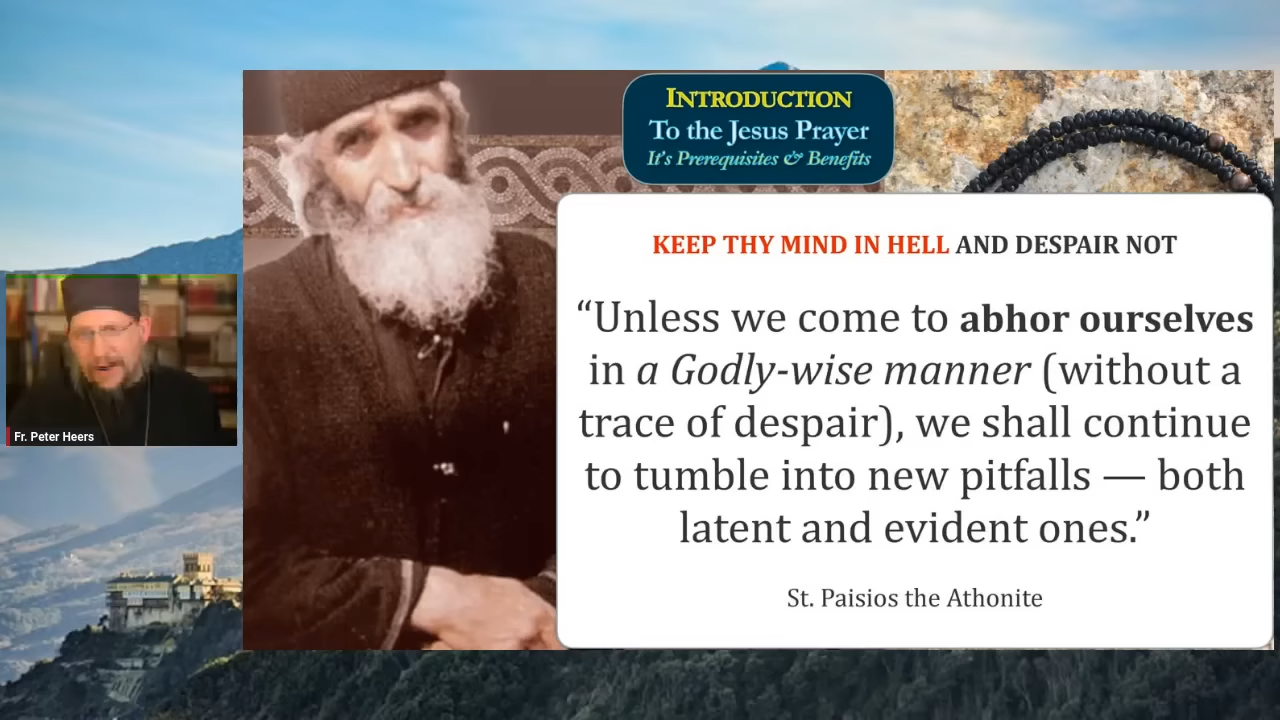 INTRODUCTION
To the Jesus Prayer
It's Prerequisites & Benefits
KEEP THY MIND IN HELL AND DESPAIR NOT
“Unless we come to abhor ourselves
in a Godly-wise manner (without a
trace of despair), we shall continue
to tumble into new pitfalls — both
latent and evident ones.”
St. Paisios the Athonite
Fr. Peter Heers